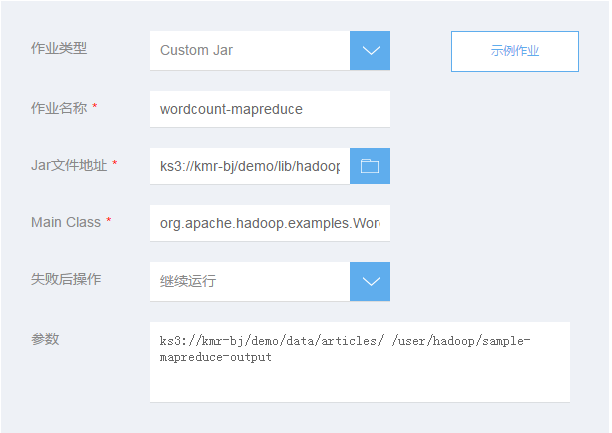 作业类型 Custom Jar 示例作业
作业名称 * wordcount-mapreduce
Jar文件地址 * ks3://kmr-bj/demo/lib/hadoop
Main Class * org.apache.hadoop.examples.Wor
失败后操作 继续运行
参数 ks3://kmr-bj/demo/data/articles/ /user/hadoop/sample-
mapreduce-output